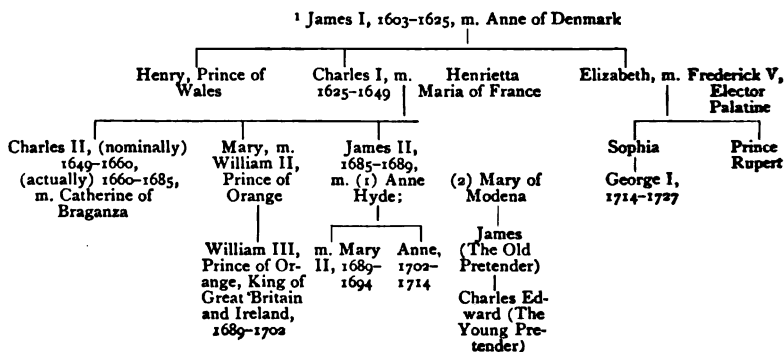 ¹ James I, 1603-1625, m. Anne of Denmark
Henry, Prince of
Wales
Charles I, m.
1625-1649
Henrietta
Maria of France
Elizabeth, m. Frederick V,
Elector
Palatine
Charles II, (nominally)
1649-1660,
(actually) 1660-1685,
m. Catherine of
Braganza
Mary, m.
William II,
Prince of
Orange
James II,
1685-1689,
m. (1) Anne
Hyde;
(2) Mary of
Modena
Sophia
Prince
Rupert
George I,
1714-1727
William III,
Prince of Or-
ange, King of
Great Britain
and Ireland,
1689-1702
m. Mary
II, 1689-
1694
Anne,
1702-
1714
James
(The Old
Pretender)
Charles Ed-
ward (The
Young Pre-
tender)